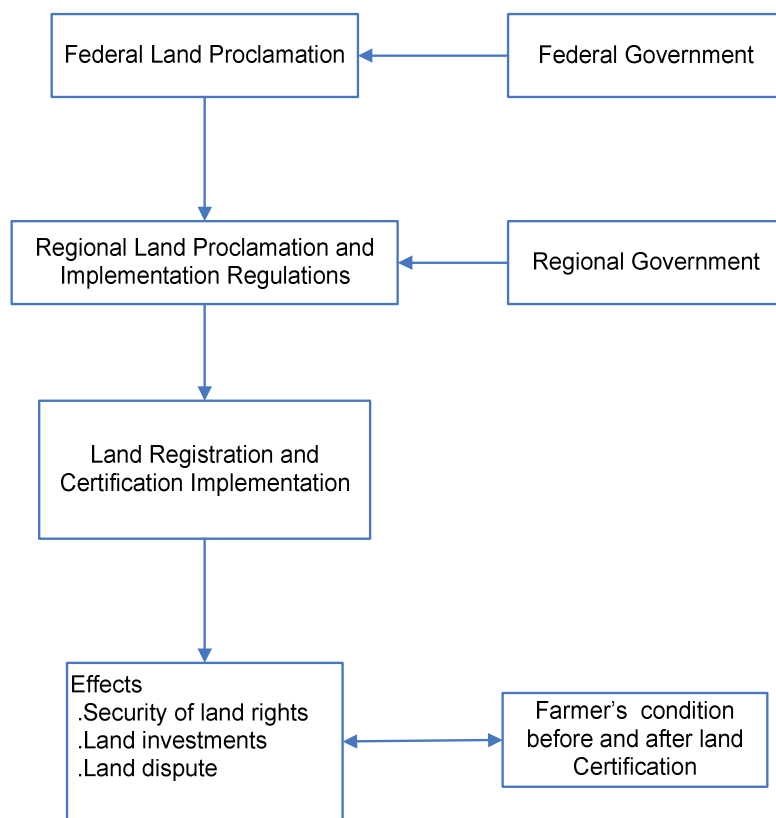 Federal Land Proclamation
Federal Government
Regional Land Proclamation and
Implementation Regulations
Regional Government
Land Registration and
Certification Implementation
Effects
.Security of land rights
.Land investments
.Land dispute
Farmer's condition
before and after land
Certification